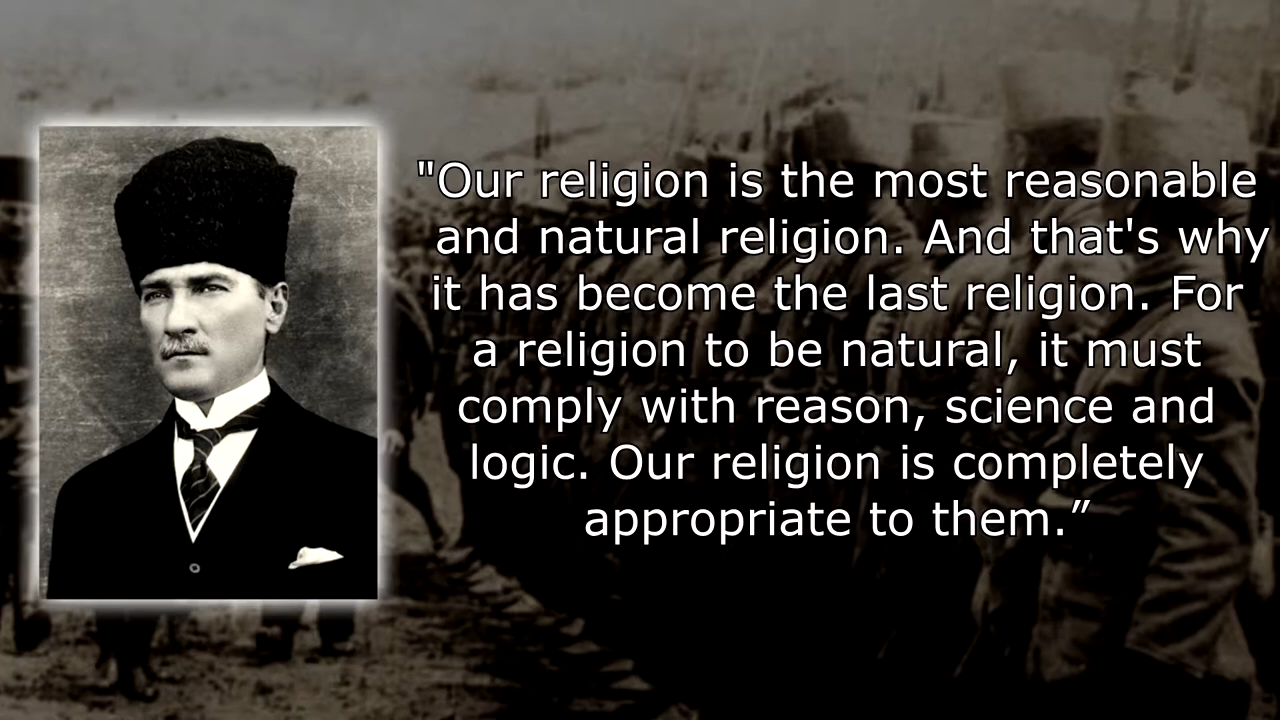 "Our religion is the most reasonable
and natural religion. And that's why
it has become the last religion. For
a religion to be natural, it must
comply with reason, science and
logic. Our religion is completely
appropriate to them.”